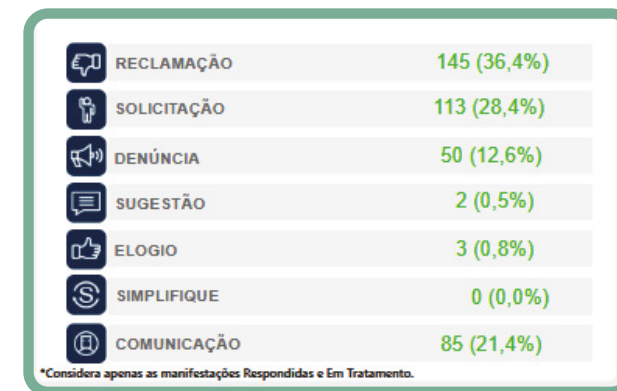 RECLAMAÇÃO 145 (36,4%)
SOLICITAÇÃO 113 (28,4%)
DENÚNCIA 50 (12,6%)
SUGESTÃO 2 (0,5%)
ELOGIO 3 (0,8%)
SIMPLIFIQUE 0 (0,0%)
COMUNICAÇÃO 85 (21,4%)
*Considera apenas as manifestações Respondidas e Em Tratamento.